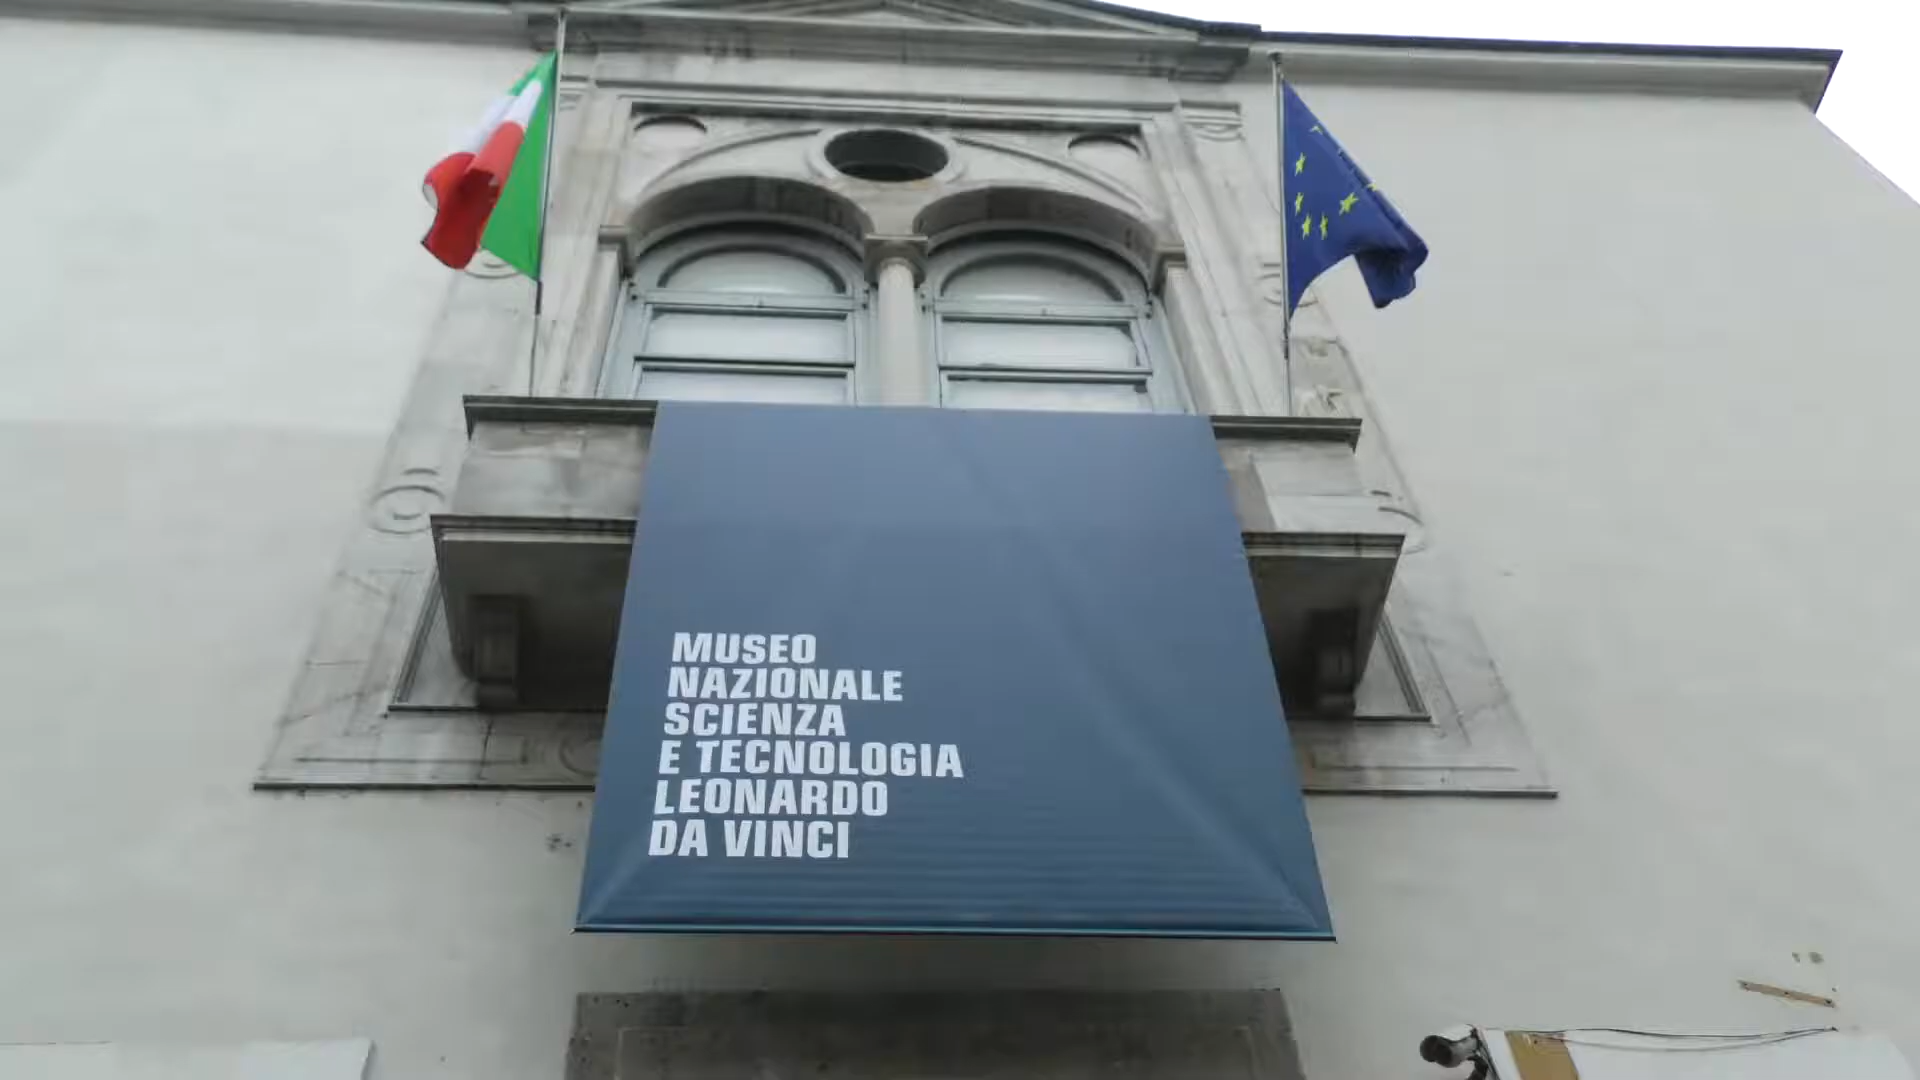 MUSEO
NAZIONALE
SCIENZA
E TECNOLOGIA
LEONARDO
DA VINCI